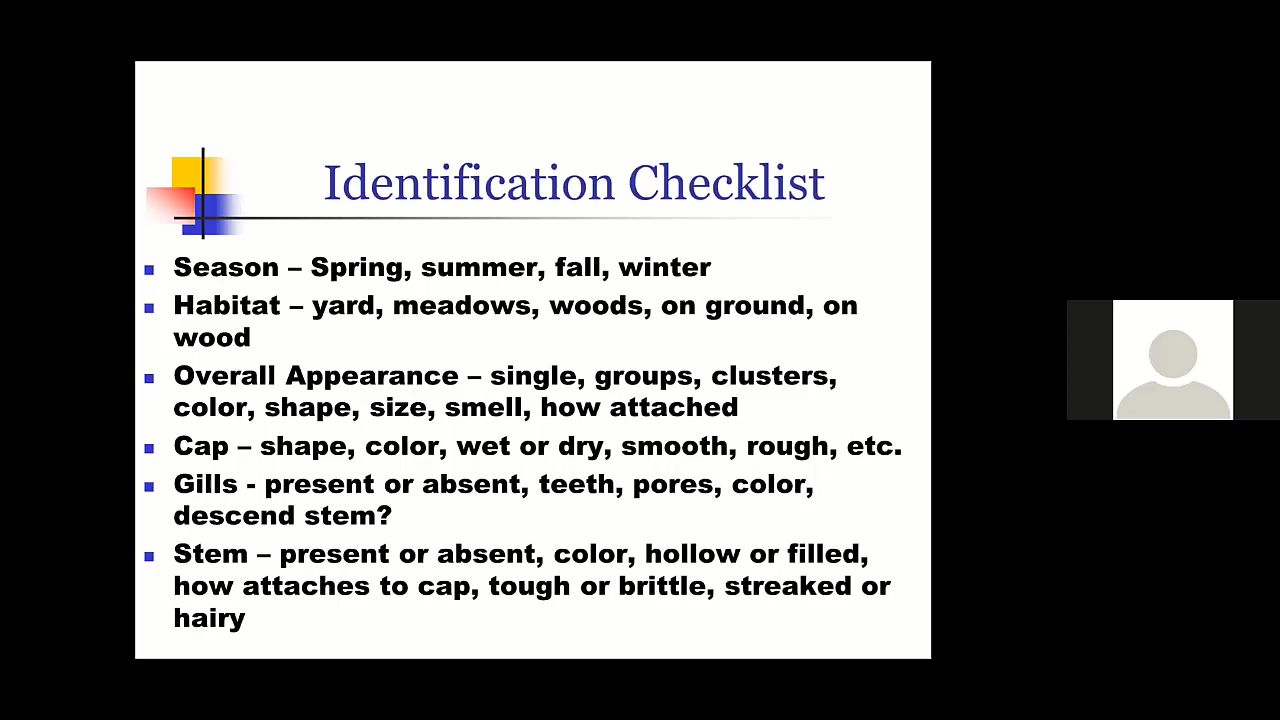 Identification Checklist
Season – Spring, summer, fall, winter
Habitat – yard, meadows, woods, on ground, on
wood
Overall Appearance – single, groups, clusters,
color, shape, size, smell, how attached
Cap – shape, color, wet or dry, smooth, rough, etc.
Gills - present or absent, teeth, pores, color,
descend stem?
Stem – present or absent, color, hollow or filled,
how attaches to cap, tough or brittle, streaked or
hairy